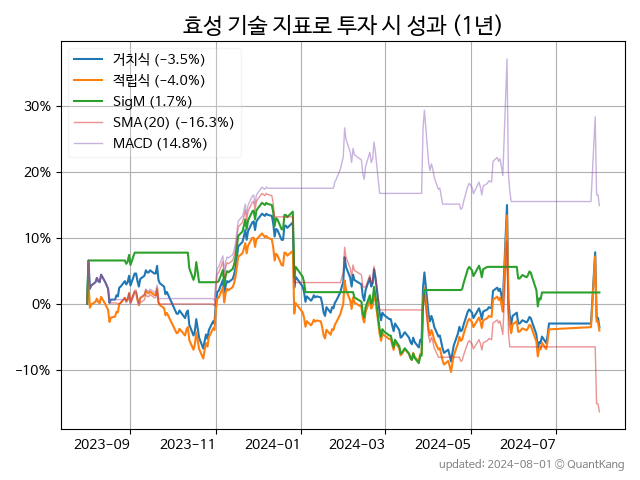 효성 기술 지표로 투자 시 성과 (1년)
거치식 (−3.5%)
적립식 (−4.0%)
SigM (1.7%)
SMA(20) (−16.3%)
MACD (14.8%)
30%
20%
10%
0%
−10%
2023-09 2023-11 2024-01 2024-03 2024-05 2024-07
updated: 2024-08-01 © QuantKang